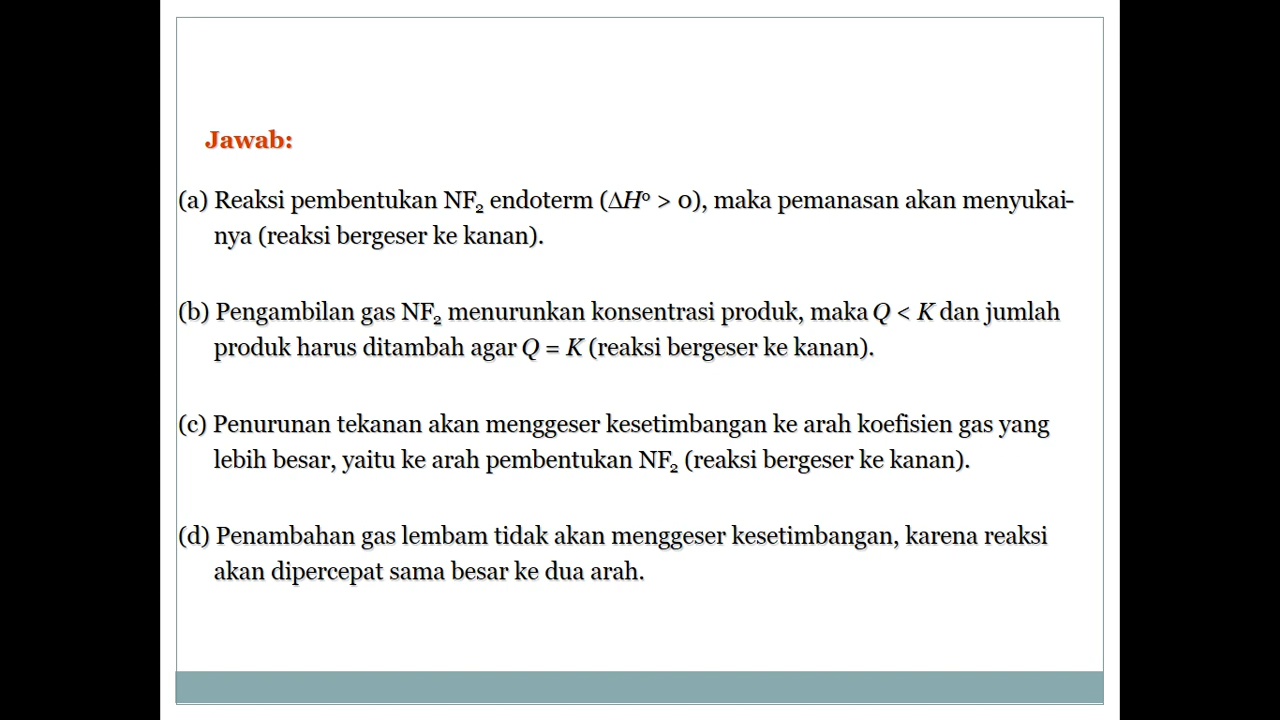 Jawab:
(a) Reaksi pembentukan NF₂ endoterm (ΔHº > 0), maka pemanasan akan menyukai-
nya (reaksi bergeser ke kanan).
(b) Pengambilan gas NF₂ menurunkan konsentrasi produk, maka Q < K dan jumlah
produk harus ditambah agar Q = K (reaksi bergeser ke kanan).
(c) Penurunan tekanan akan menggeser kesetimbangan ke arah koefisien gas yang
lebih besar, yaitu ke arah pembentukan NF₂ (reaksi bergeser ke kanan).
(d) Penambahan gas lembam tidak akan menggeser kesetimbangan, karena reaksi
akan dipercepat sama besar ke dua arah.